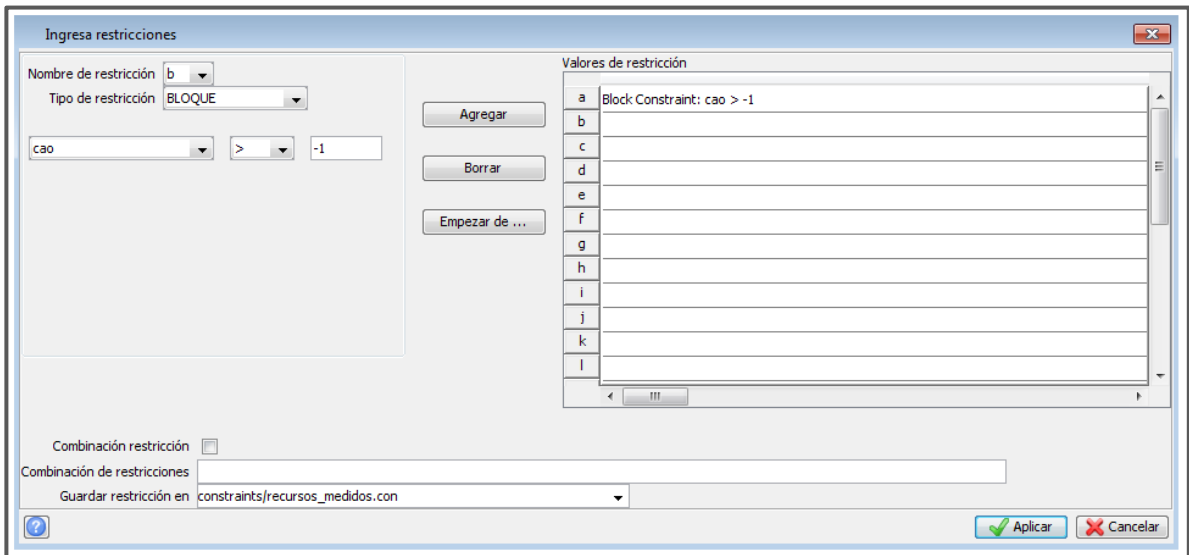 Ingresa restricciones
Nombre de restricción b
Tipo de restricción BLOQUE
cao > -1
Agregar
Borrar
Empezar de ...
Valores de restricción
a Block Constraint: cao > -1
b
c
d
e
f
g
h
i
j
k
l
Combinación restricción
Combinación de restricciones
Guardar restricción en constraints/recursos_medidos.con
? Aplicar Cancelar